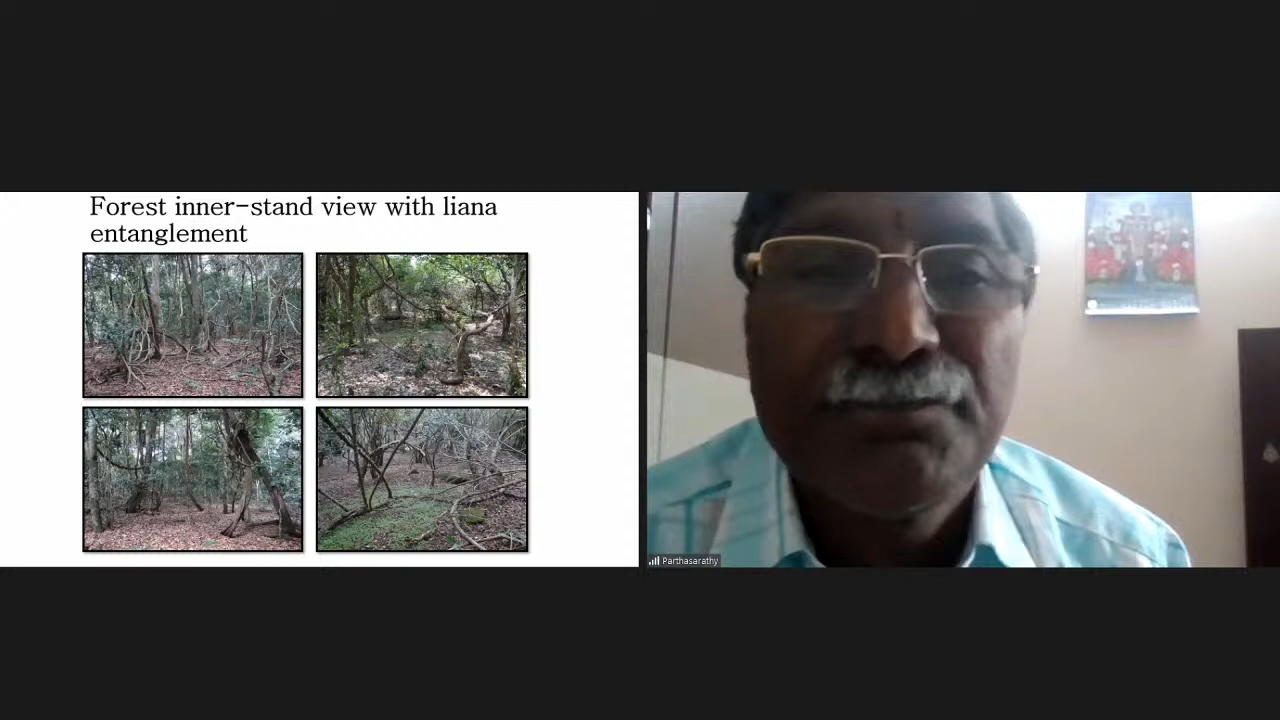 Forest inner-stand view with liana
entanglement
Parthasarathy